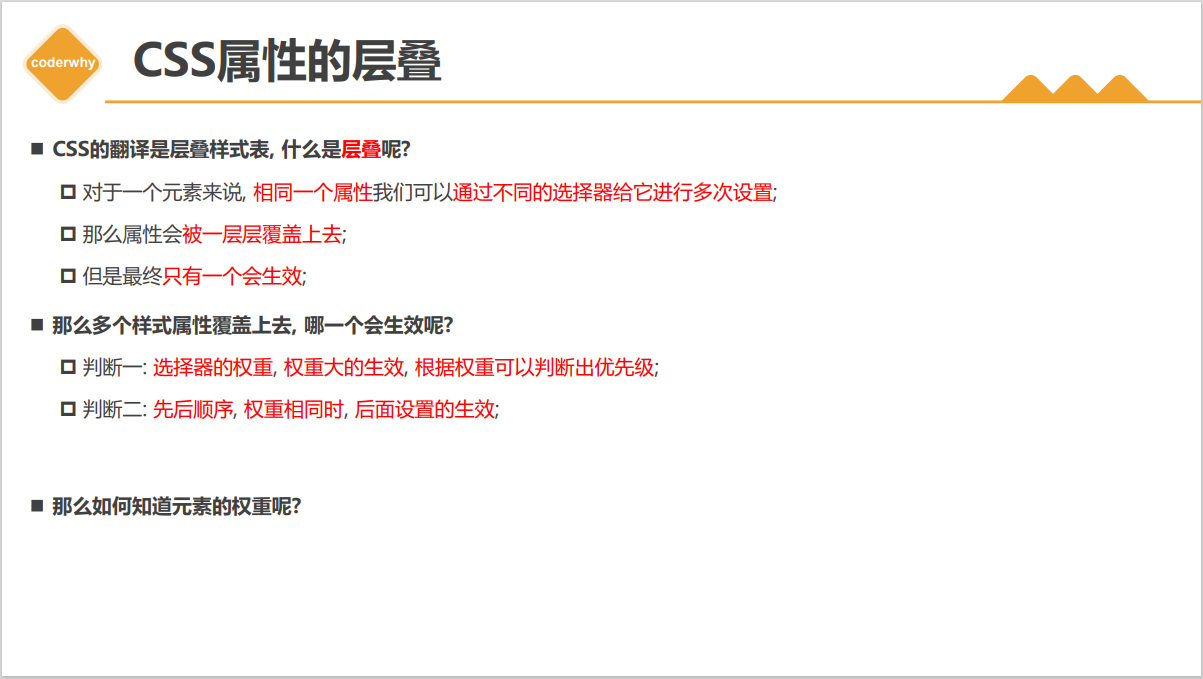 coderwhy
CSS属性的层叠
CSS的翻译是层叠样式表, 什么是层叠呢?
对于一个元素来说, 相同一个属性我们可以通过不同的选择器给它进行多次设置;
那么属性会被一层层覆盖上去;
但是最终只有一个会生效;
那么多个样式属性覆盖上去, 哪一个会生效呢?
判断一: 选择器的权重, 权重大的生效, 根据权重可以判断出优先级;
判断二: 先后顺序, 权重相同时, 后面设置的生效;
那么如何知道元素的权重呢?